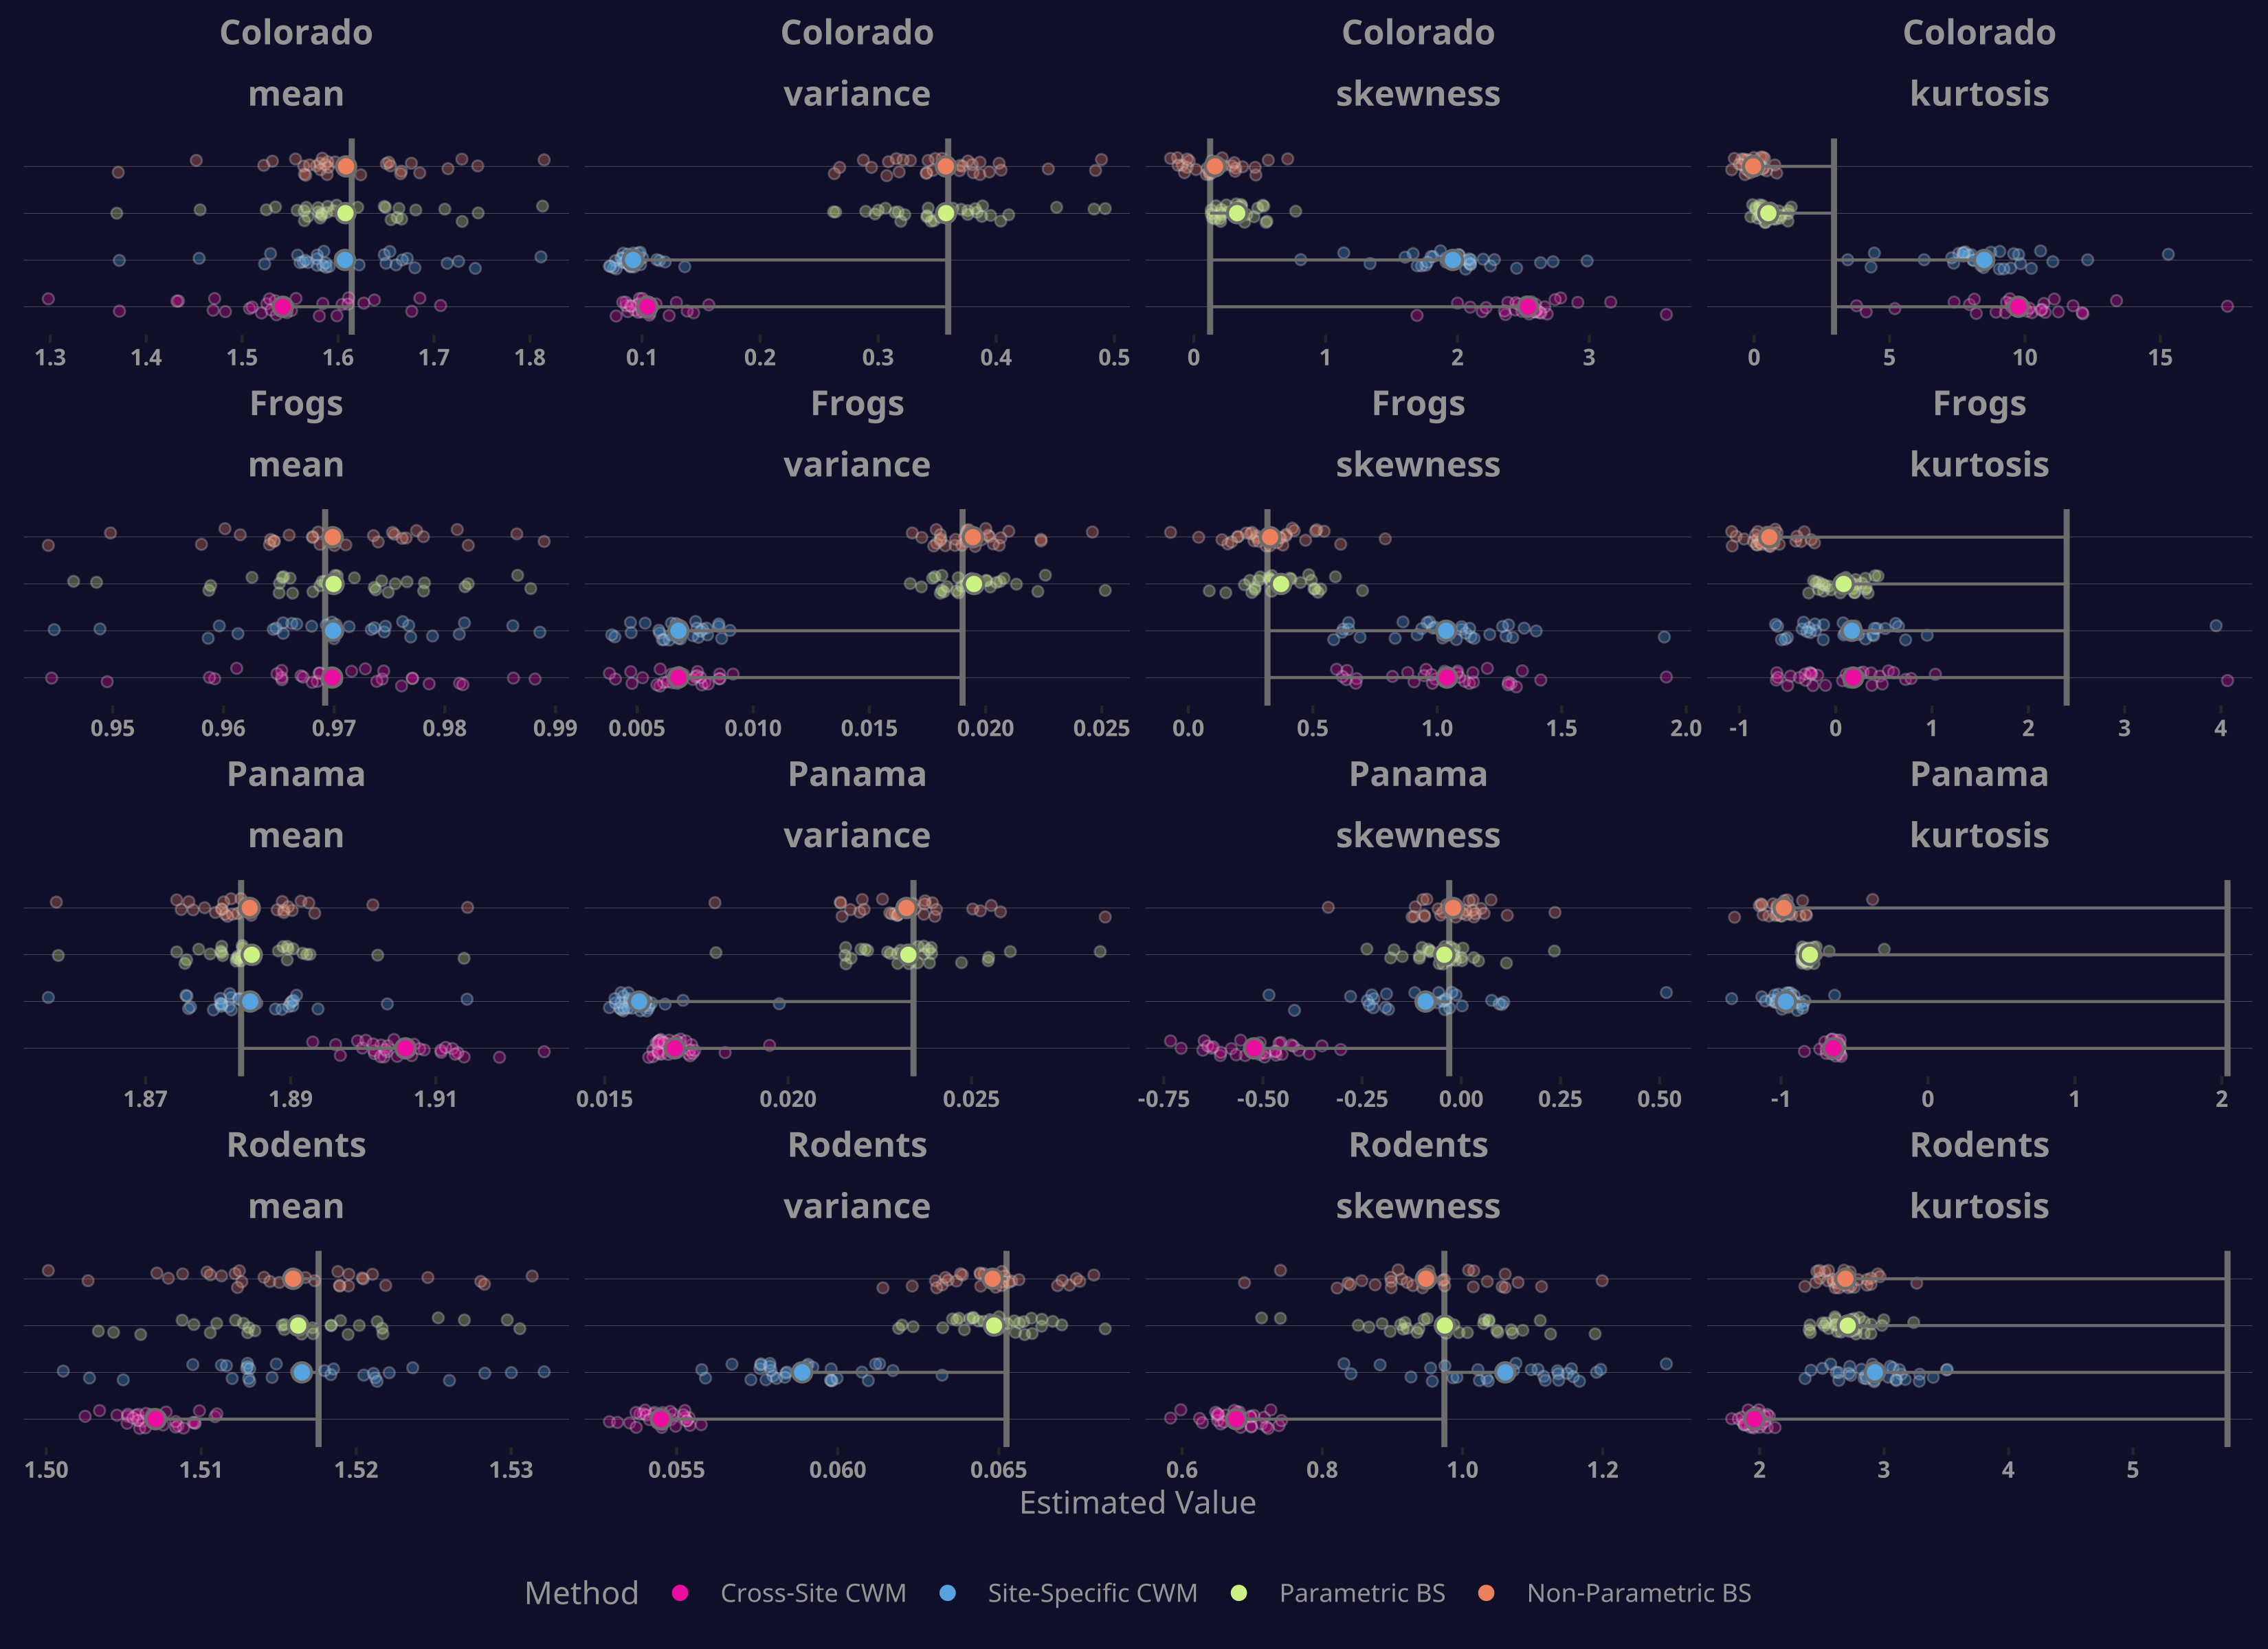 Colorado Colorado Colorado Colorado
mean variance skewness kurtosis
1.3 1.4 1.5 1.6 1.7 1.8 0.1 0.2 0.3 0.4 0.5 0 1 2 3 0 5 10 15
Frogs Frogs Frogs Frogs
mean variance skewness kurtosis
0.95 0.96 0.97 0.98 0.99 0.005 0.010 0.015 0.020 0.025 0.0 0.5 1.0 1.5 2.0 -1 0 1 2 3 4
Panama Panama Panama Panama
mean variance skewness kurtosis
1.87 1.89 1.91 0.015 0.020 0.025 -0.75 -0.50 -0.25 0.00 0.25 0.50 -1 0 1 2
Rodents Rodents Rodents Rodents
mean variance skewness kurtosis
1.50 1.51 1.52 1.53 0.055 0.060 0.065 0.6 0.8 1.0 1.2 2 3 4 5
Estimated Value
Method Cross-Site CWM Site-Specific CWM Parametric BS Non-Parametric BS